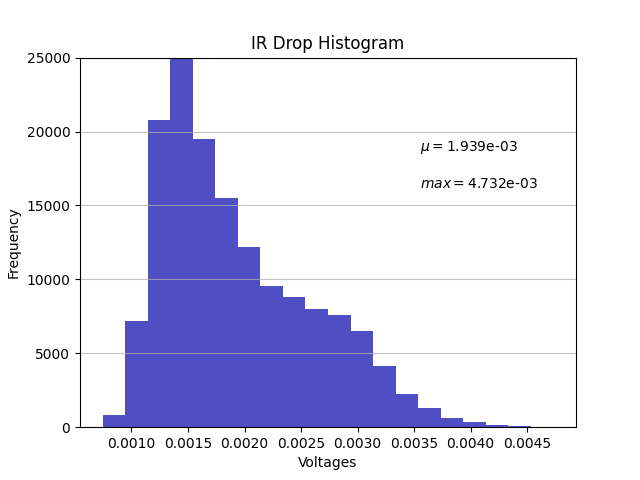 IR Drop Histogram
25000
20000
15000
10000
5000
0
Frequency
μ = 1.939e-03
max = 4.732e-03
0.0010 0.0015 0.0020 0.0025 0.0030 0.0035 0.0040 0.0045
Voltages